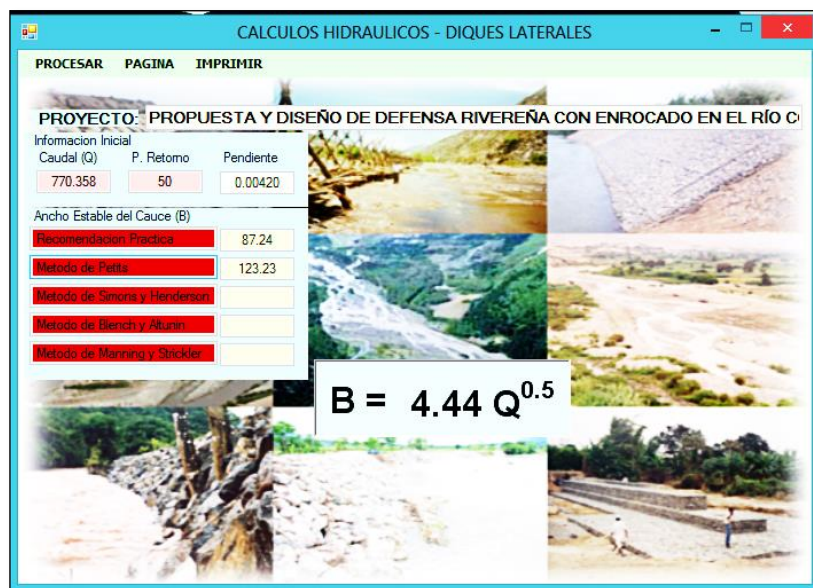 CALCULOS HIDRAULICOS - DIQUES LATERALES
PROCESAR PAGINA IMPRIMIR
PROYECTO: PROPUESTA Y DISEÑO DE DEFENSA RIVEREÑA CON ENROCADO EN EL RÍO
Informacion Inicial
Caudal (Q) P. Retorno Pendiente
770.358 50 0.00420
Ancho Estable del Cauce (B)
Recomendacion Practica 87.24
Metodo de Petits 123.23
Metodo de Simons y Henderson
Metodo de Blench y Altunin
Metodo de Manning y Strickler
B = 4.44 Q^0.5